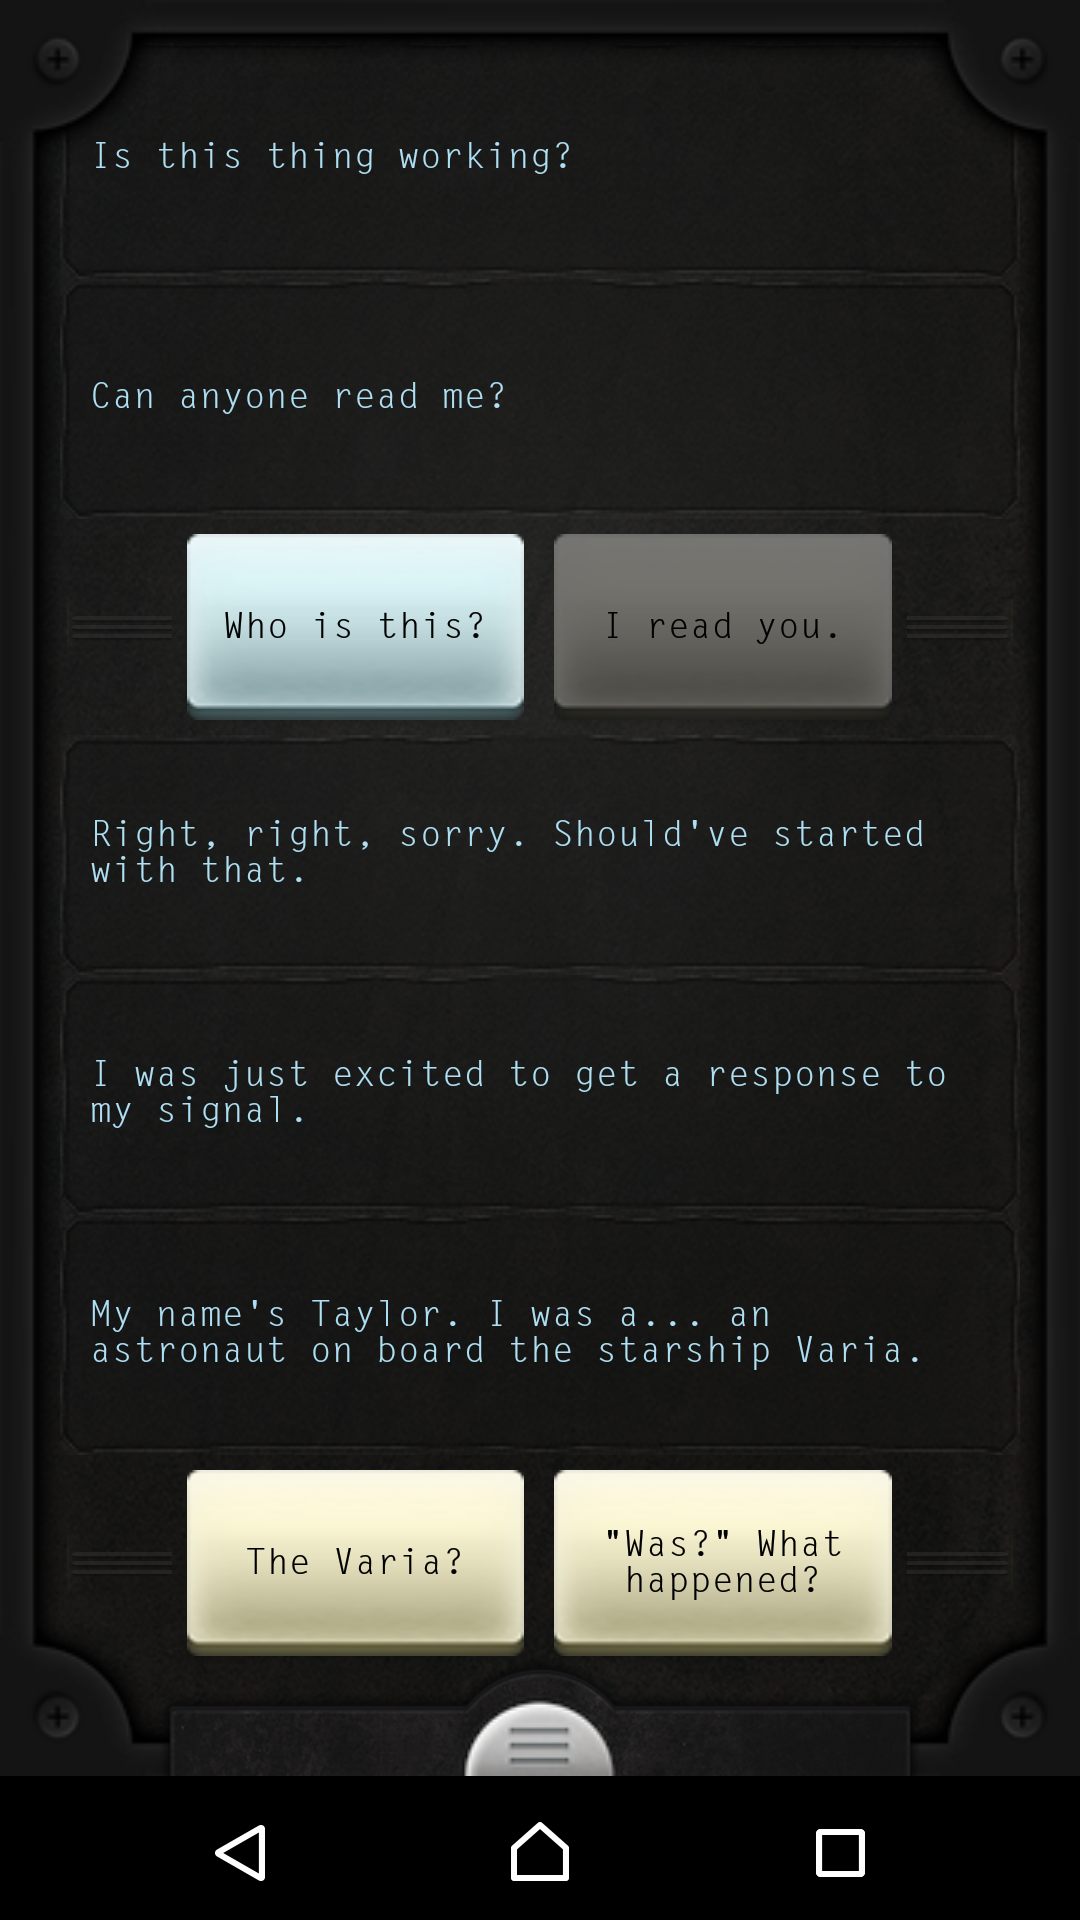 Is this thing working?
Can anyone read me?
Who is this?
I read you.
Right, right, sorry. Should've started
with that.
I was just excited to get a response to
my signal.
My name's Taylor. I was a... an
astronaut on board the starship Varia.
The Varia?
"Was?" What
happened?